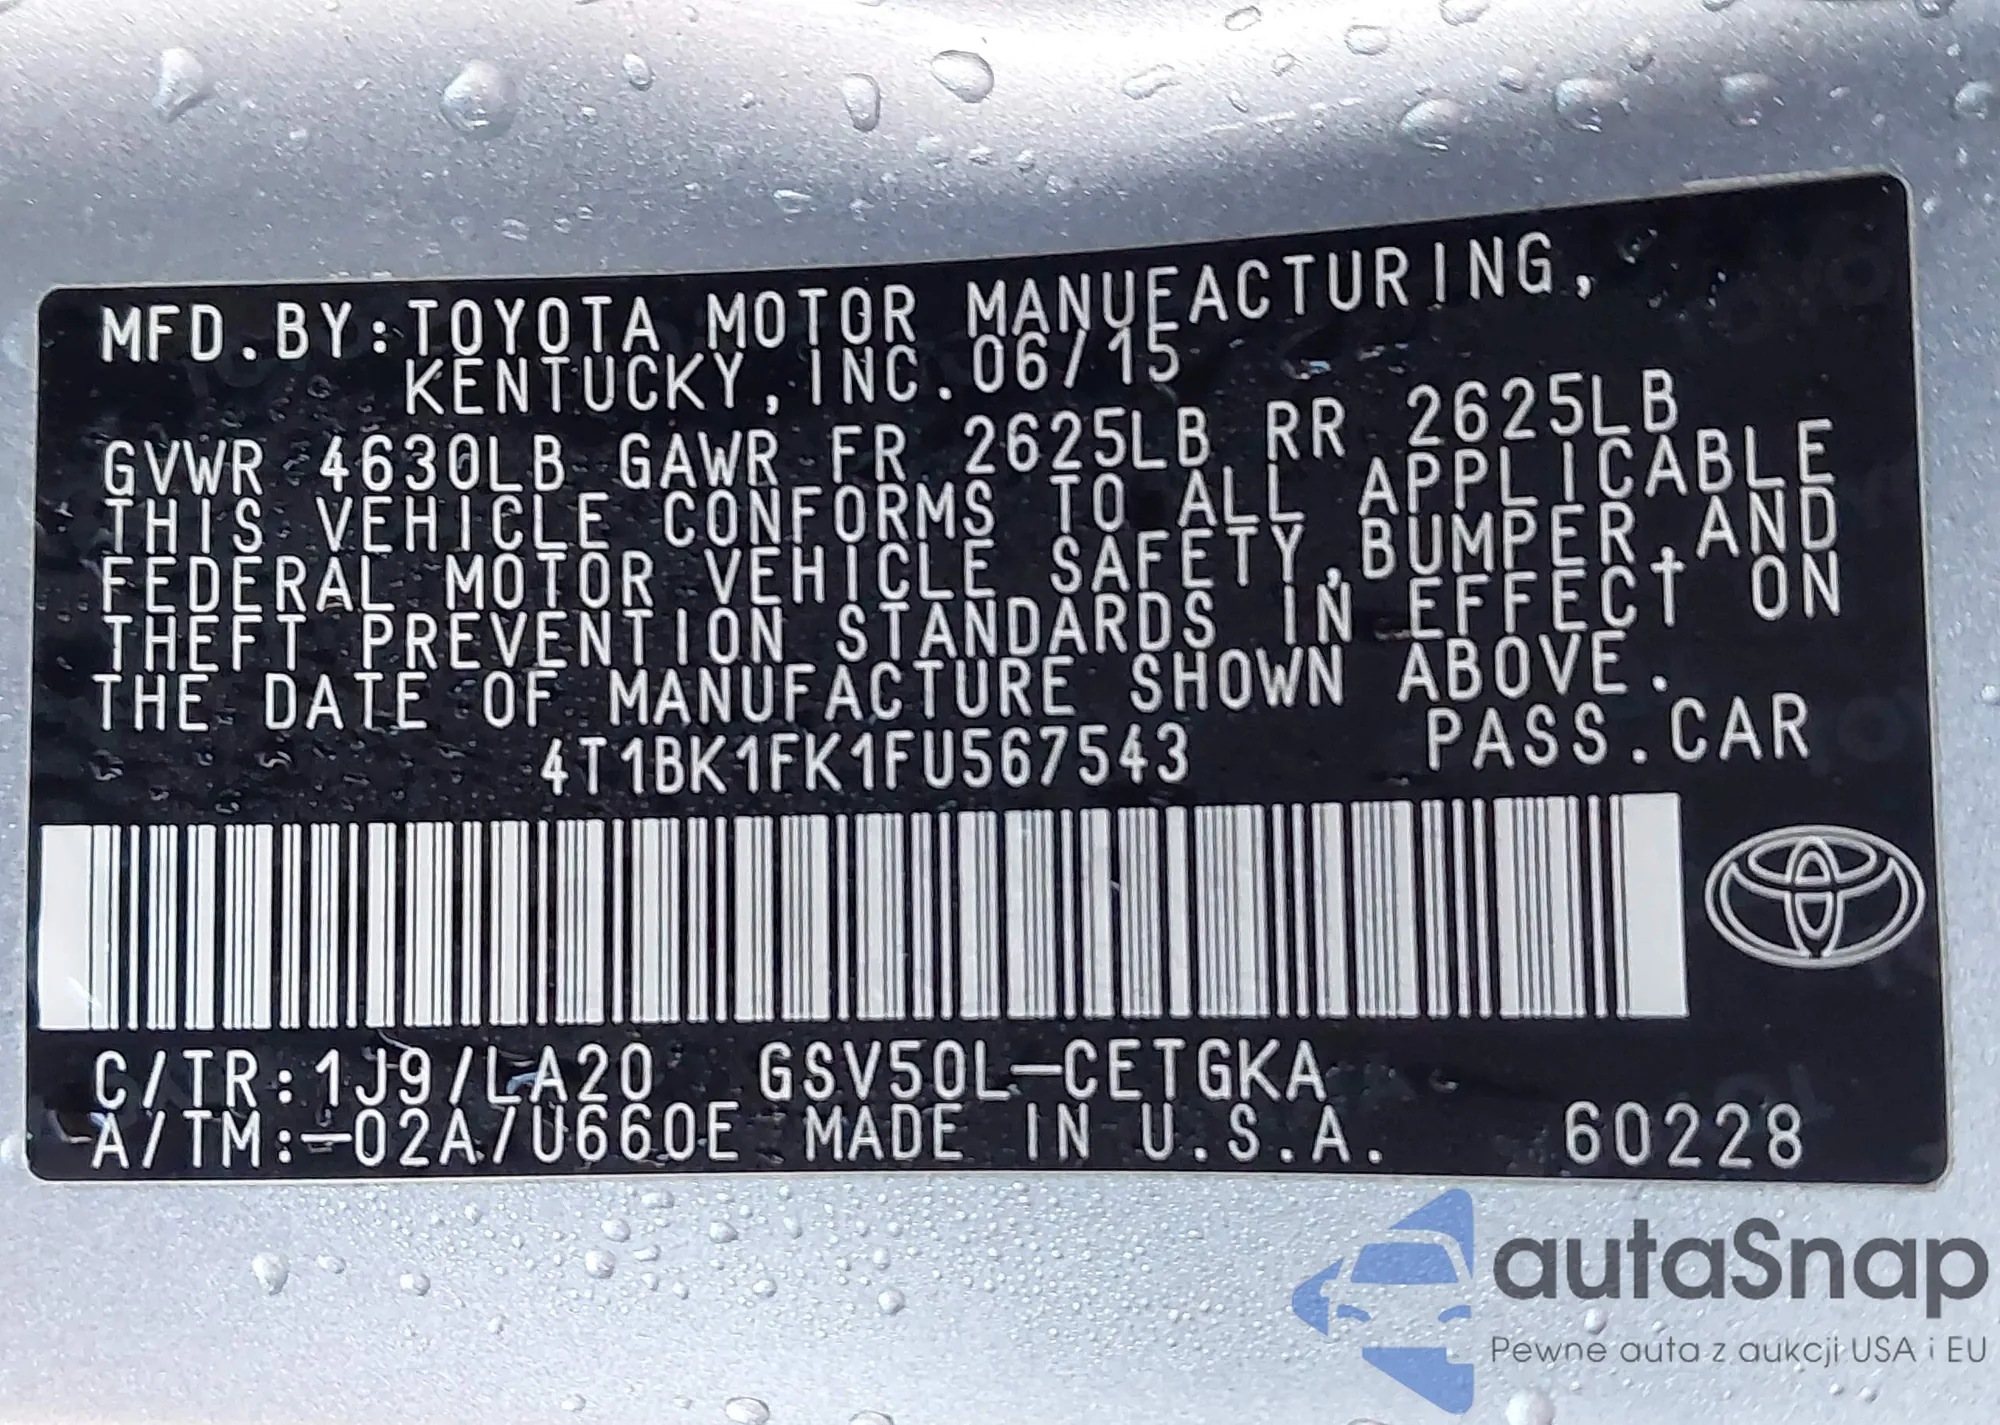 MFD.BY:TOYOTA MOTOR MANUFACTURING,
KENTUCKY,INC.06/15
GVWR 4630LB GAWR FR 2625LB RR 2625LB
THIS VEHICLE CONFORMS TO ALL APPLICABLE
FEDERAL MOTOR VEHICLE SAFETY,BUMPER,AND
THEFT PREVENTION STANDARDS IN EFFECT ON
THE DATE OF MANUFACTURE SHOWN ABOVE.
4T1BK1FK1FU567543 PASS.CAR
C/TR:1J9/LA20 GSV50L-CETGKA
A/TM:-02A/U660E MADE IN U.S.A. 60228
autaSnap
Pewne auta z aukcji USA i EU